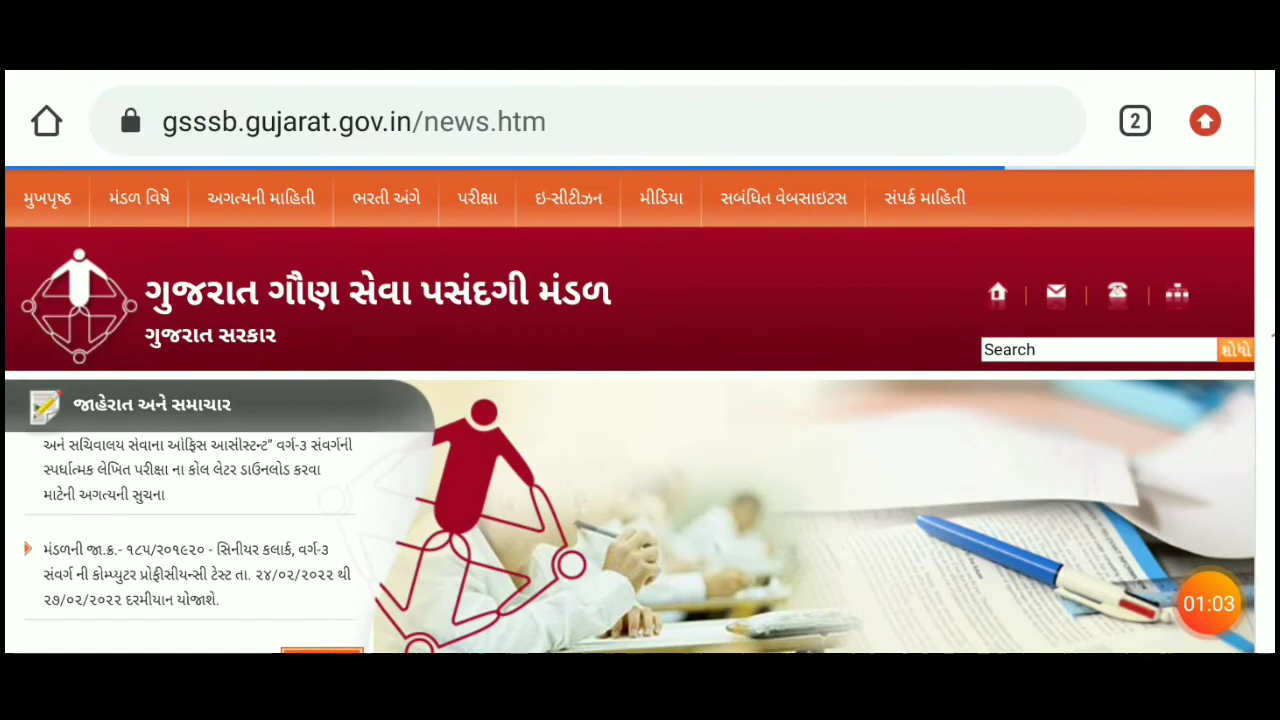 gsssb.gujarat.gov.in/news.htm
2
મુખપૃષ્ઠ મંડળ વિષે અગત્યની માહિતી ભરતી અંગે પરીક્ષા ઇ-સીટીઝન મીડિયા સબંધિત વેબસાઇટસ સંપર્ક માહિતી
ગુજરાત ગૌણ સેવા પસંદગી મંડળ
ગુજરાત સરકાર
Search શોધો
જાહેરાત અને સમાચાર
અને સચિવાલય સેવાના ઓફિસ આસીસ્ટન્ટ” વર્ગ-૩ સંવર્ગની
સ્પર્ધાત્મક લેખિત પરીક્ષા ના કોલ લેટર ડાઉનલોડ કરવા
માટેની અગત્યની સુચના
મંડળની જા.ક્ર.- ૧૮૫/૨૦૧૯૨૦ - સિનીયર કલાર્ક, વર્ગ-૩
સંવર્ગ ની કોમ્પ્યુટર પ્રોફીસીયન્સી ટેસ્ટ તા. ૨૪/૦૨/૨૦૨૨ થી
૨૭/૦૨/૨૦૨૨ દરમીયાન યોજાશે.
01:03